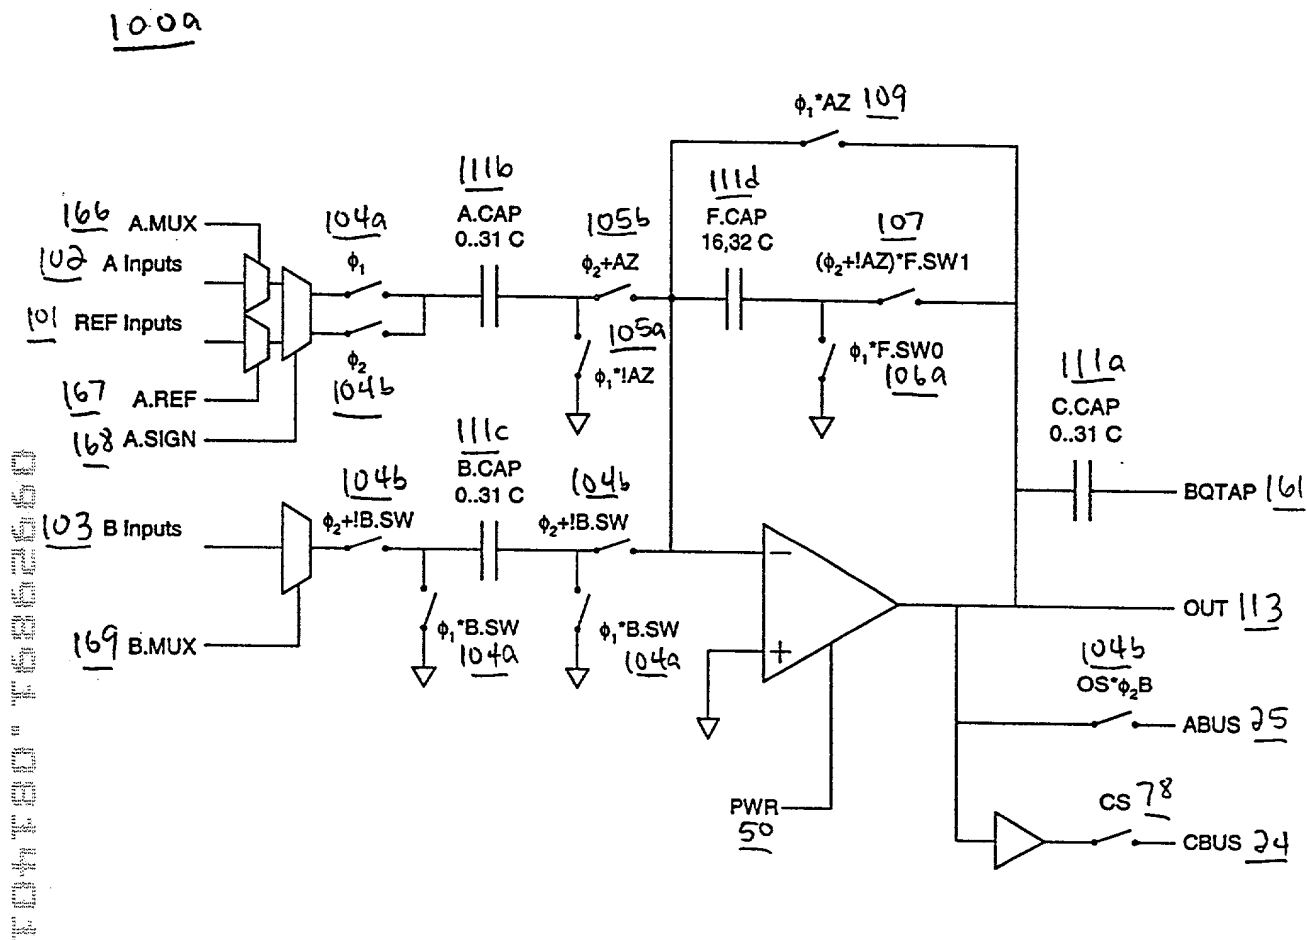 100a
ϕ₁*AZ 109
111b
A.CAP
0..31 C
111d
F.CAP
16,32 C
166 A.MUX
104a
ϕ₁
105b
ϕ₂+AZ
107
(ϕ₂+!AZ)*F.SW1
102 A Inputs
101 REF Inputs
105a
ϕ₁*!AZ
ϕ₁*F.SW0
106a
ϕ₂
104b
167 A.REF
168 A.SIGN
111a
C.CAP
0..31 C
111c
B.CAP
0..31 C
104b
ϕ₂+!B.SW
104b
ϕ₂+!B.SW
BQTAP 161
103 B Inputs
OUT 113
169 B.MUX
ϕ₁*B.SW
104a
ϕ₁*B.SW
104a
104b
OS*ϕ₂B
ABUS 25
PWR
50
CS 78
CBUS 24